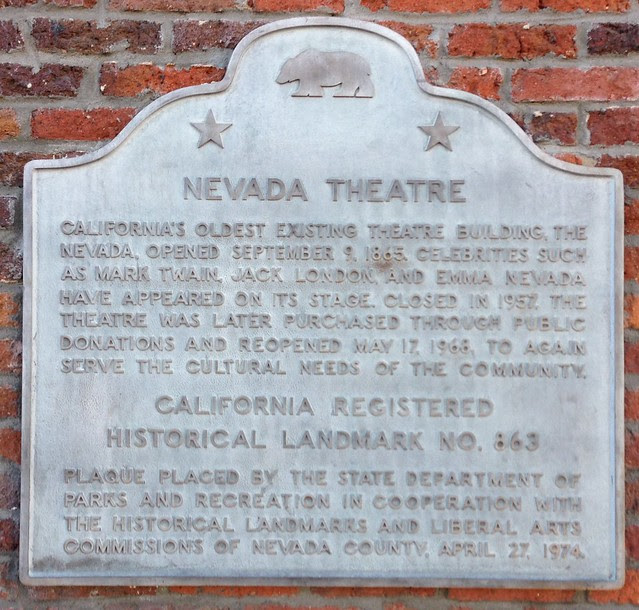 NEVADA THEATRE
CALIFORNIA'S OLDEST EXISTING THEATRE BUILDING, THE
NEVADA, OPENED SEPTEMBER 9, 1865. CELEBRITIES SUCH
AS MARK TWAIN, JACK LONDON, AND EMMA NEVADA
HAVE APPEARED ON ITS STAGE. CLOSED IN 1957, THE
THEATRE WAS LATER PURCHASED THROUGH PUBLIC
DONATIONS AND REOPENED MAY 17, 1968, TO AGAIN
SERVE THE CULTURAL NEEDS OF THE COMMUNITY.
CALIFORNIA REGISTERED
HISTORICAL LANDMARK NO. 863
PLAQUE PLACED BY THE STATE DEPARTMENT OF
PARKS AND RECREATION IN COOPERATION WITH
THE HISTORICAL LANDMARKS AND LIBERAL ARTS
COMMISSIONS OF NEVADA COUNTY, APRIL 27, 1974.